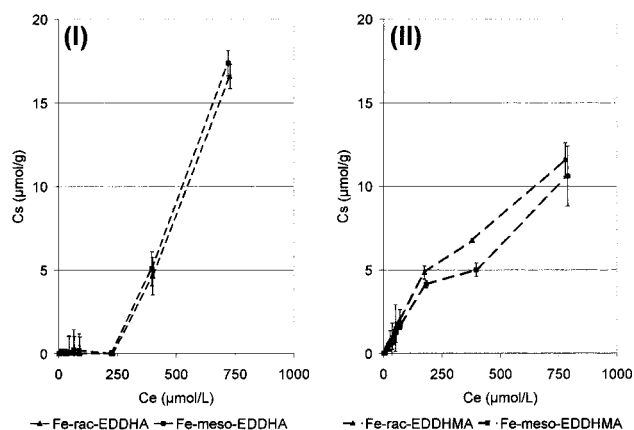 (I)
20
15
10
5
0
Cs (µmol/g)
0 250 500 750 1000
Ce (µmol/L)
Fe-rac-EDDHA Fe-meso-EDDHA
(II)
20
15
10
5
0
Cs (µmol/g)
0 250 500 750 1000
Ce (µmol/L)
Fe-rac-EDDHMA Fe-meso-EDDHMA